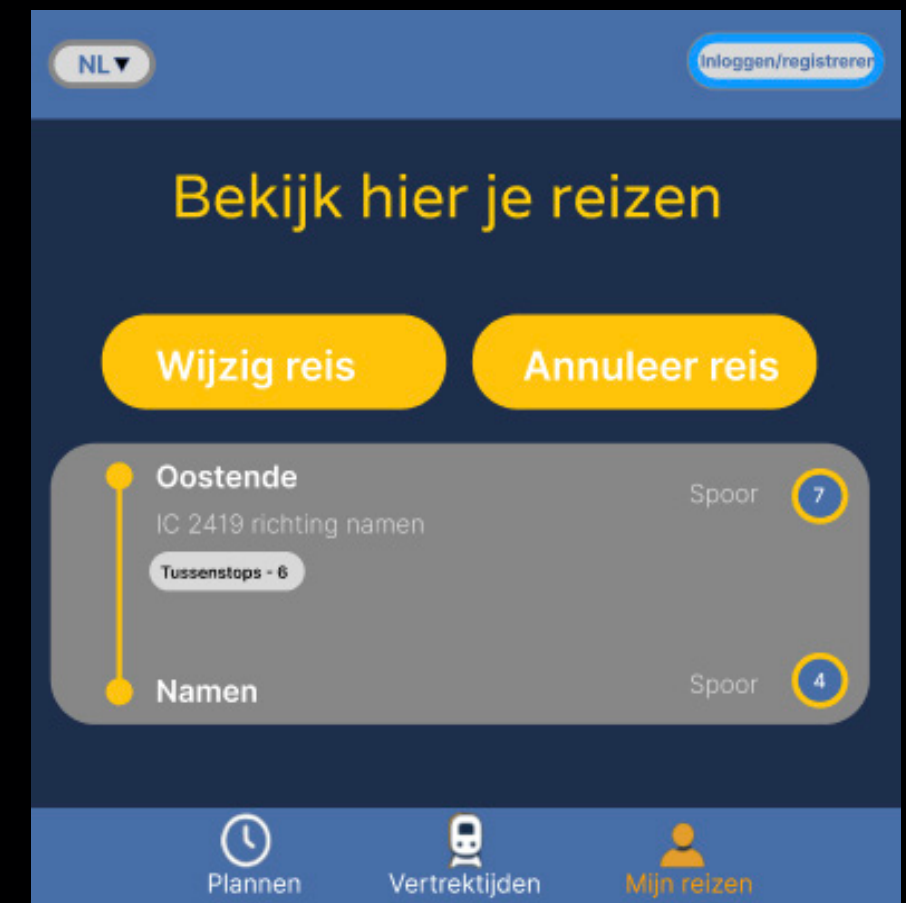 NL▼
Inloggen/registreren
Bekijk hier je reizen
Wijzig reis
Annuleer reis
Oostende
Spoor 7
IC 2419 richting namen
Tussenstops - 6
Namen
Spoor 4
Plannen
Vertrektijden
Mijn reizen